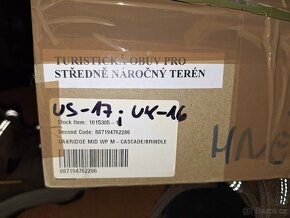 TURISTICKÁ OBUV PRO
STŘEDNĚ NÁROČNÝ TERÉN
US-17; UK-16
Stock Item: 1015305-
Second Code: 887194762286
OAKRIDGE MID WP M - CASCADE/BRINDLE
887194762286